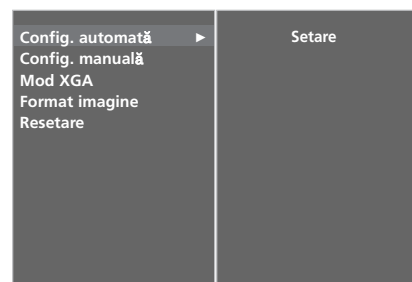 Config. automată ► Setare
Config. manuală
Mod XGA
Format imagine
Resetare